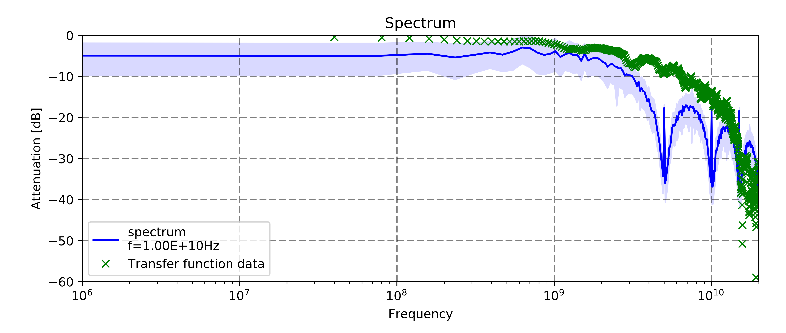 Spectrum
Attenuation [dB]
0
−10
−20
−30
−40
−50
−60
spectrum
f=1.00E+10Hz
Transfer function data
10^6
10^7
10^8
10^9
10^10
Frequency